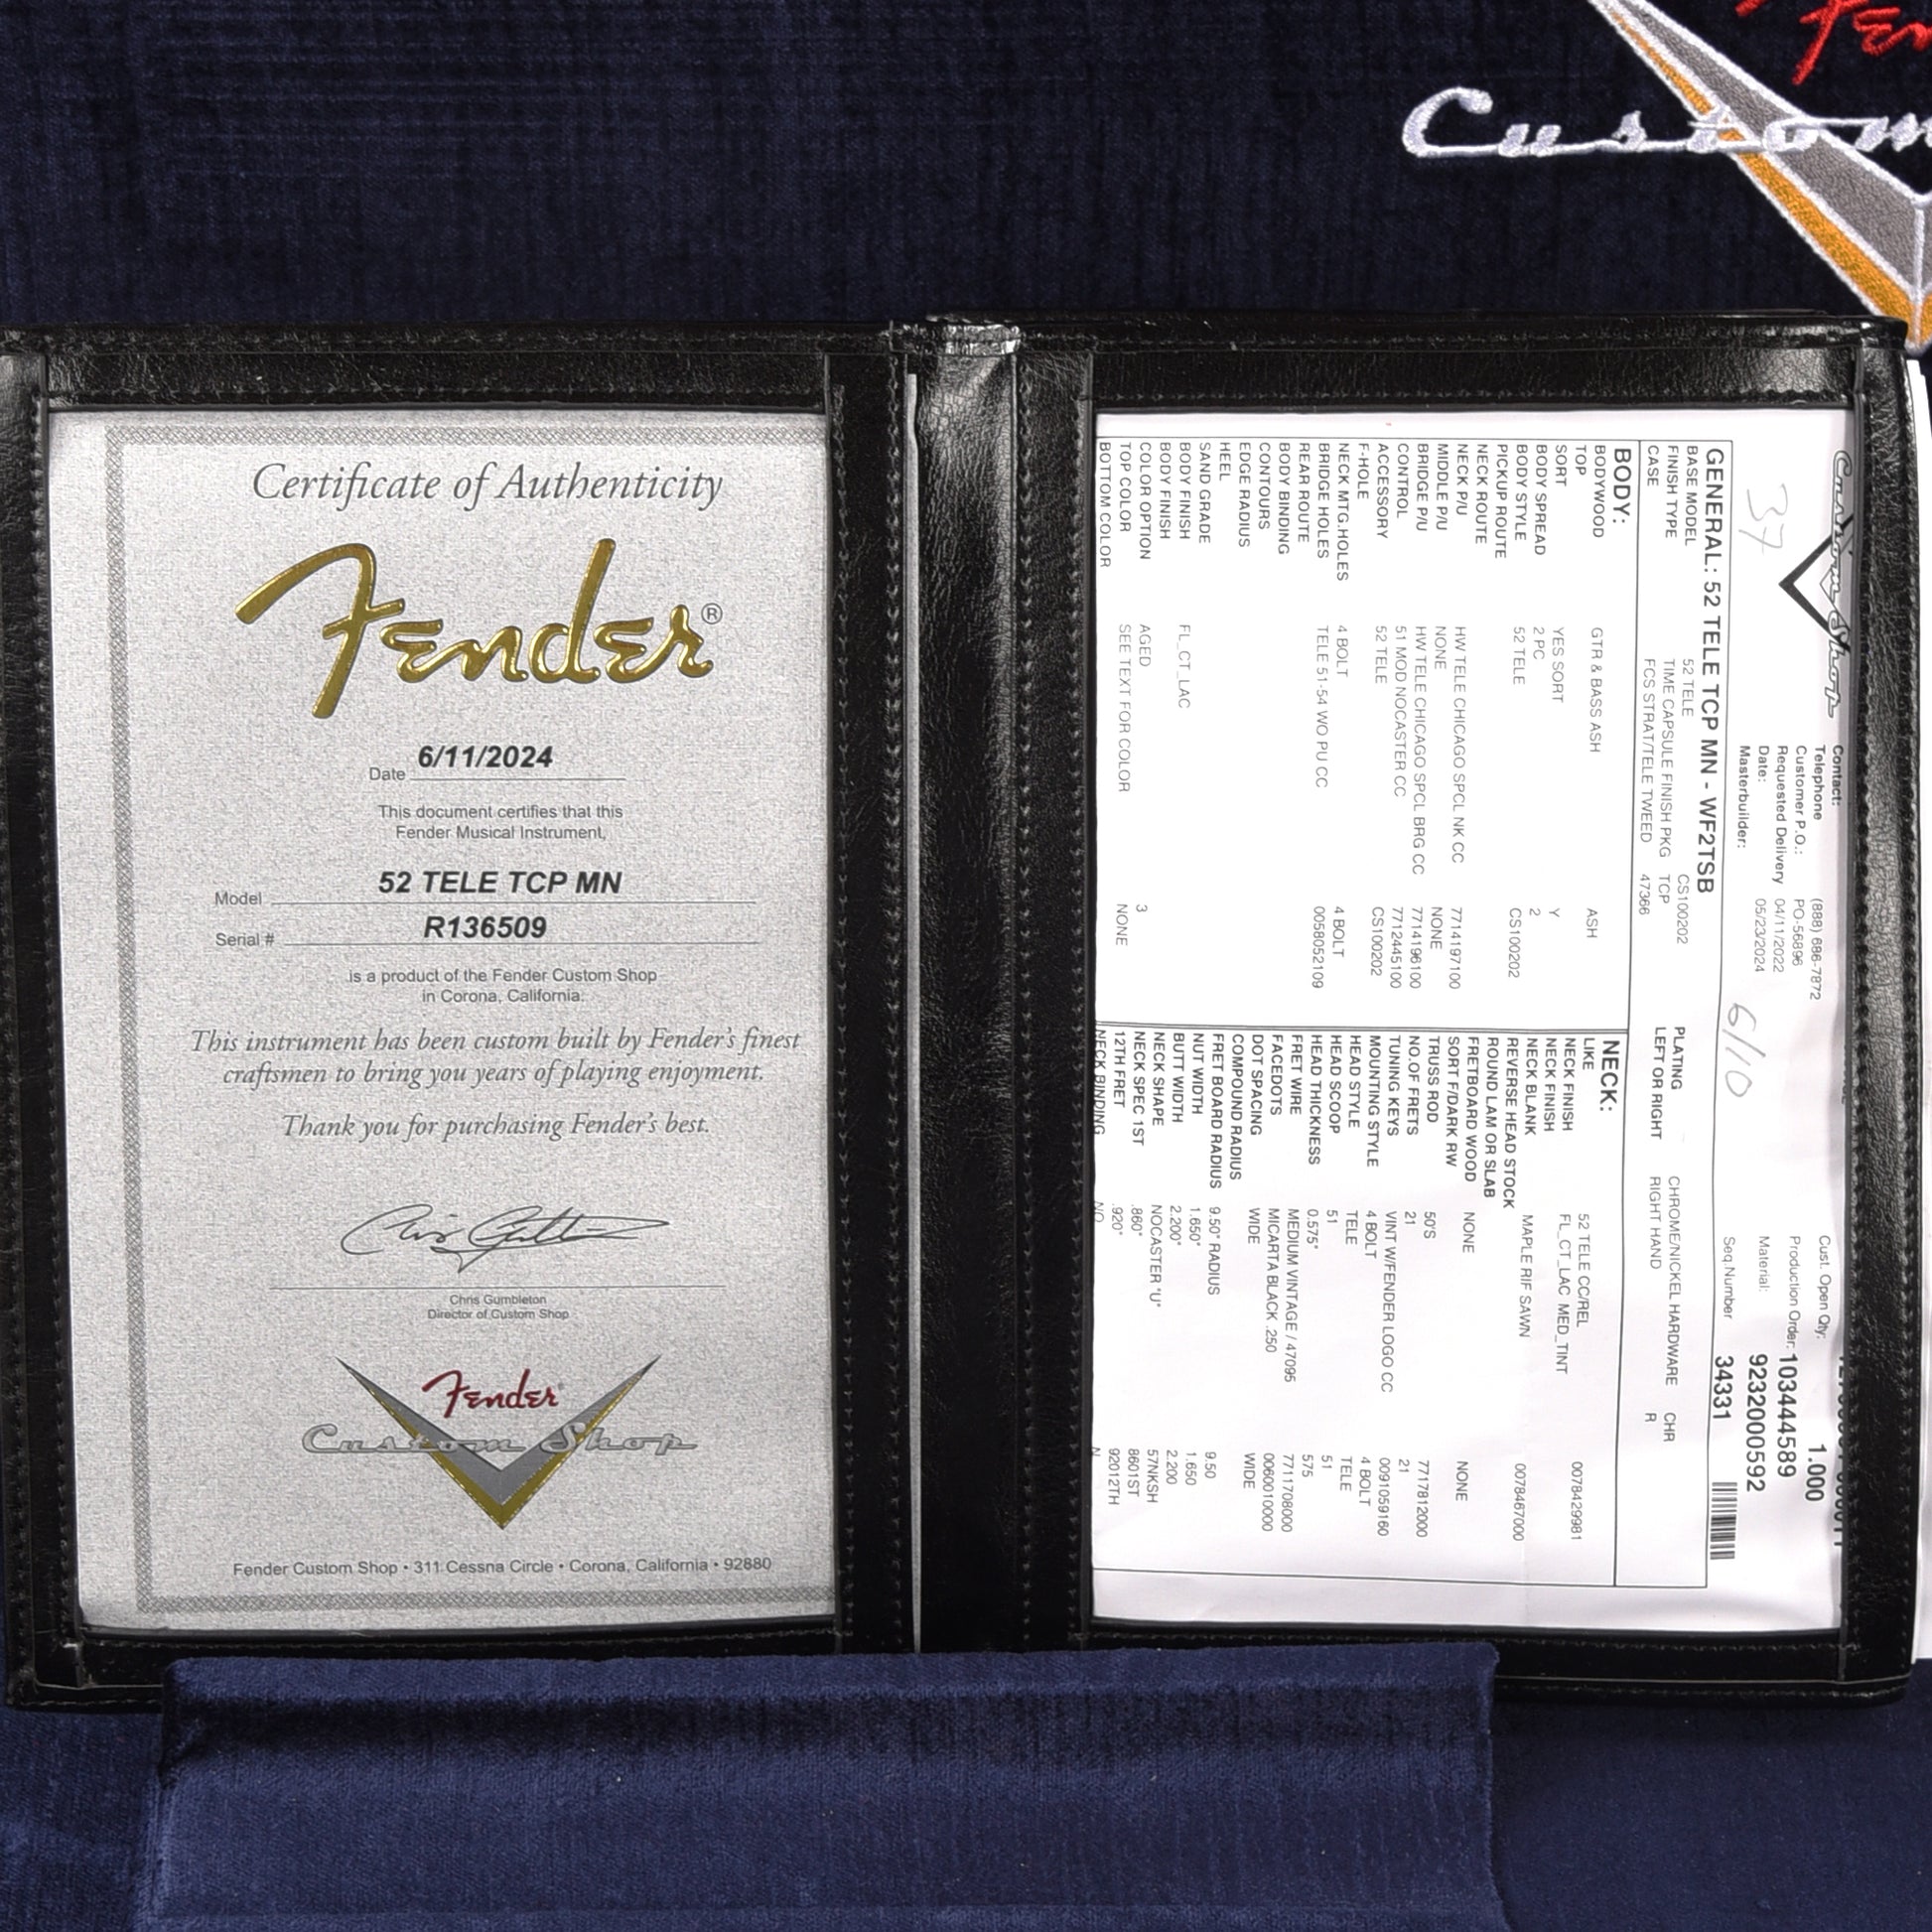 Fen
Custom
Certificate of Authenticity
Fender®
Date 6/11/2024
This document certifies that this
Fender Musical Instrument,
Model 52 TELE TCP MN
Serial # R136509
is a product of the Fender Custom Shop
in Corona, California.
This instrument has been custom built by Fender's finest
craftsmen to bring you years of playing enjoyment.
Thank you for purchasing Fender's best.
Chris Gumbleton
Director of Custom Shop
Fender
Custom Shop
Fender Custom Shop • 311 Cessna Circle • Corona, California • 92880
Custom Shop
Contact:
Telephone (888) 686-7872
Customer P.O.: PO-56896
Requested Delivery 04/11/2022
Date: 05/23/2024
Masterbuilder:
37
6/10
Cust. Open Qty: 1.000
Production Order: 103444589
Material: 9232000592
Seq.Number 34331
GENERAL: 52 TELE TCP MN - WF2TSB
BASE MODEL 52 TELE CS100202
FINISH TYPE TIME CAPSULE FINISH PKG TCP
CASE FCS STRAT/TELE TWEED 47366
PLATING CHROME/NICKEL HARDWARE CHR
LEFT OR RIGHT RIGHT HAND R
BODY:
BODYWOOD GTR & BASS ASH ASH
TOP
SORT YES SORT Y
BODY SPREAD 2 PC 2
BODY STYLE 52 TELE CS100202
PICKUP ROUTE
NECK ROUTE
NECK P/U HW TELE CHICAGO SPCL NK CC 7714197100
MIDDLE P/U NONE NONE
BRIDGE P/U HW TELE CHICAGO SPCL BRG CC 7714196100
CONTROL 51 MOD NOCASTER CC 7712445100
ACCESSORY 52 TELE CS100202
F-HOLE
NECK MTG.HOLES 4 BOLT 4 BOLT
BRIDGE HOLES TELE 51-54 WO PU CC 0058052109
REAR ROUTE
BODY BINDING
CONTOURS
EDGE RADIUS
HEEL
SAND GRADE
BODY FINISH FL_CT_LAC
BODY FINISH
COLOR OPTION AGED 3
TOP COLOR SEE TEXT FOR COLOR NONE
BOTTOM COLOR
NECK:
LIKE 52 TELE CC/REL
NECK FINISH FL_CT_LAC MED_TINT 0078429981
NECK FINISH
NECK BLANK MAPLE RIF SAWN 0078467000
REVERSE HEAD STOCK
ROUND LAM OR SLAB
FRETBOARD WOOD NONE NONE
SORT F/DARK RW
TRUSS ROD 50'S 7717812000
NO.OF FRETS 21 21
TUNING KEYS VINT W/FENDER LOGO CC 0091059160
MOUNTING STYLE 4 BOLT 4 BOLT
HEAD STYLE TELE TELE
HEAD SCOOP 51 51
HEAD THICKNESS 0.575" 575
FRET WIRE MEDIUM VINTAGE / 47095 7711708000
FACEDOTS MICARTA BLACK .250 0060010000
DOT SPACING WIDE WIDE
COMPOUND RADIUS
FRET BOARD RADIUS 9.50" RADIUS 9.50
NUT WIDTH 1.650" 1.650
BUTT WIDTH 2.200" 2.200
NECK SHAPE NOCASTER "U" 57NKSH
NECK SPEC 1ST .860" 8601ST
12TH FRET .920" 92012TH
NECK BINDING NO N